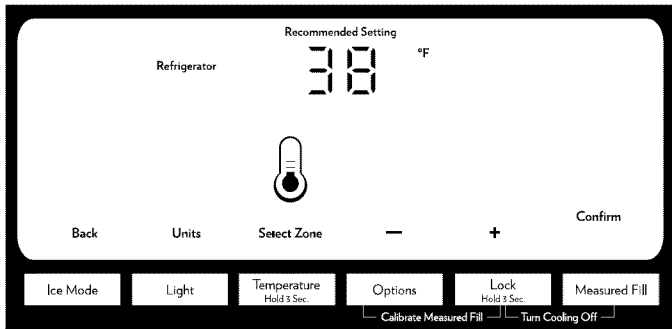 Recommended Setting
Refrigerator 38 °F
Back Units Select Zone — + Confirm
Ice Mode Light Temperature Options Lock Measured Fill
Hold 3 Sec. Hold 3 Sec.
Calibrate Measured Fill Turn Cooling Off